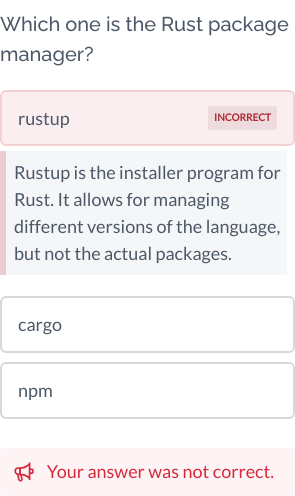 Which one is the Rust package
manager?
rustup INCORRECT
Rustup is the installer program for
Rust. It allows for managing
different versions of the language,
but not the actual packages.
cargo
npm
Your answer was not correct.